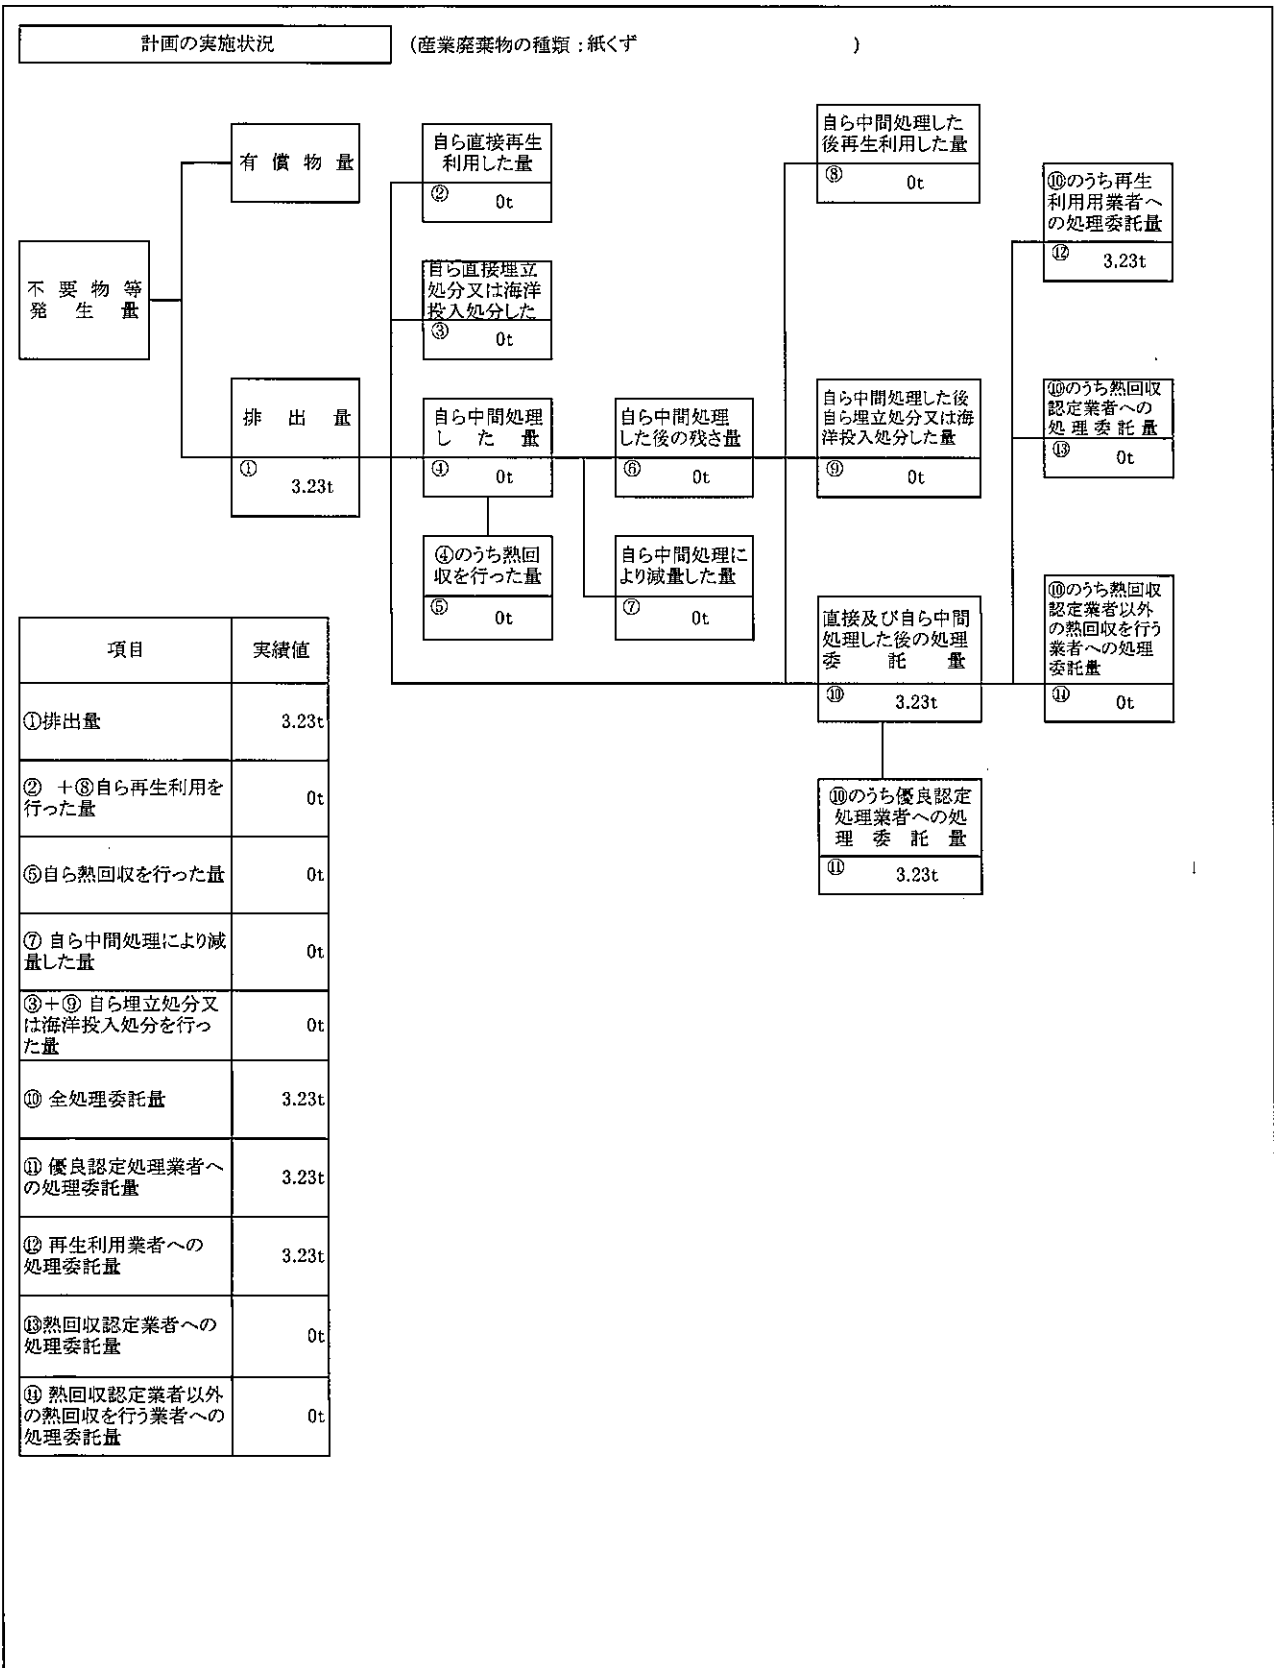 計画の実施状況
(産業廃棄物の種類：紙くず                    )
有償物量
不要物等
発生量
排出量
①
3.23t
自ら直接再生
利用した量
②
0t
自ら直接埋立
処分又は海洋
投入処分した
③
0t
自ら中間処理
した量
④
0t
④のうち熱回
収を行った量
⑤
0t
自ら中間処理
した後の残さ量
⑥
0t
自ら中間処理に
より減量した量
⑦
0t
自ら中間処理した
後再生利用した量
⑧
0t
自ら中間処理した後
自ら埋立処分又は海
洋投入処分した量
⑨
0t
直接及び自ら中間
処理した後の処理
委託量
⑩
3.23t
⑩のうち優良認定
処理業者への処
理委託量
⑪
3.23t
⑩のうち再生
利用用業者へ
の処理委託量
⑫
3.23t
⑩のうち熱回収
認定業者への
処理委託量
⑬
0t
⑩のうち熱回収
認定業者以外
の熱回収を行う
業者への処理
委託量
⑭
0t
項目 実績値
①排出量 3.23t
② +⑧自ら再生利用を
行った量
0t
⑤自ら熱回収を行った量 0t
⑦ 自ら中間処理により減
量した量
0t
③+⑨ 自ら埋立処分又
は海洋投入処分を行っ
た量
0t
⑩ 全処理委託量 3.23t
⑪ 優良認定処理業者へ
の処理委託量
3.23t
⑫ 再生利用業者への
処理委託量
3.23t
⑬熱回収認定業者への
処理委託量
0t
⑭ 熱回収認定業者以外
の熱回収を行う業者への
処理委託量
0t